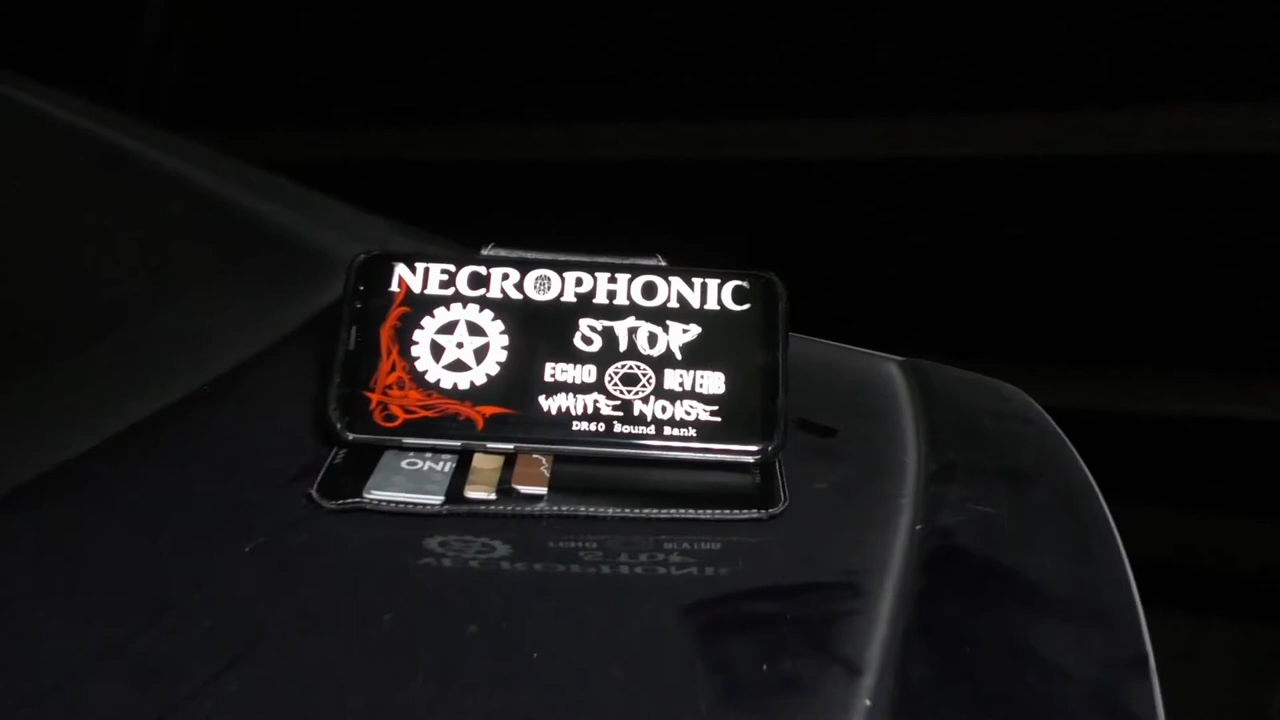 NECROPHONIC
STOP
ECHO REVERB
WHITE NOISE
DR60 Sound Bank